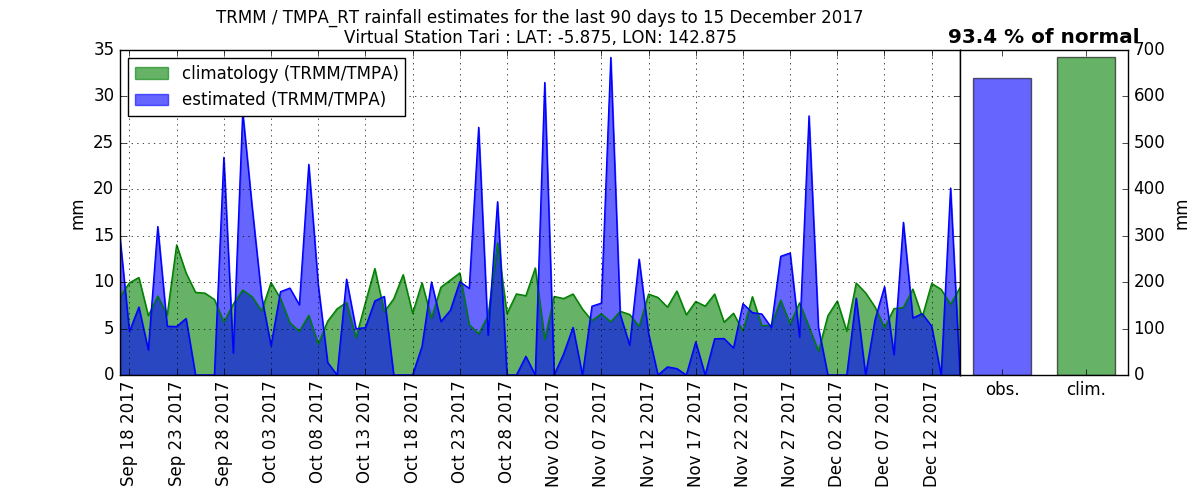 TRMM / TMPA_RT rainfall estimates for the last 90 days to 15 December 2017
Virtual Station Tari : LAT: -5.875, LON: 142.875
93.4 % of normal
climatology (TRMM/TMPA)
estimated (TRMM/TMPA)
35
30
25
20
15
10
5
0
mm
Sep 18 2017
Sep 23 2017
Sep 28 2017
Oct 03 2017
Oct 08 2017
Oct 13 2017
Oct 18 2017
Oct 23 2017
Oct 28 2017
Nov 02 2017
Nov 07 2017
Nov 12 2017
Nov 17 2017
Nov 22 2017
Nov 27 2017
Dec 02 2017
Dec 07 2017
Dec 12 2017
obs.
clim.
700
600
500
400
300
200
100
0
mm